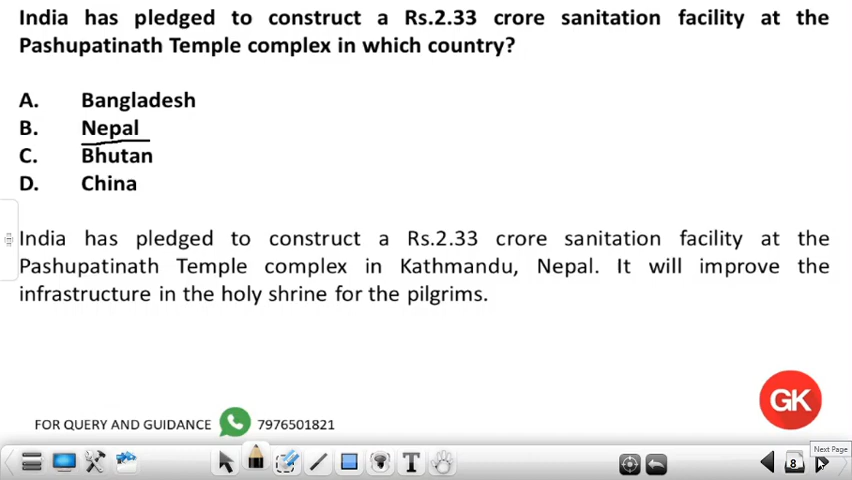 India has pledged to construct a Rs.2.33 crore sanitation facility at the
Pashupatinath Temple complex in which country?
A. Bangladesh
B. Nepal
C. Bhutan
D. China
India has pledged to construct a Rs.2.33 crore sanitation facility at the
Pashupatinath Temple complex in Kathmandu, Nepal. It will improve the
infrastructure in the holy shrine for the pilgrims.
GK
FOR QUERY AND GUIDANCE 7976501821
Next Page
T
8